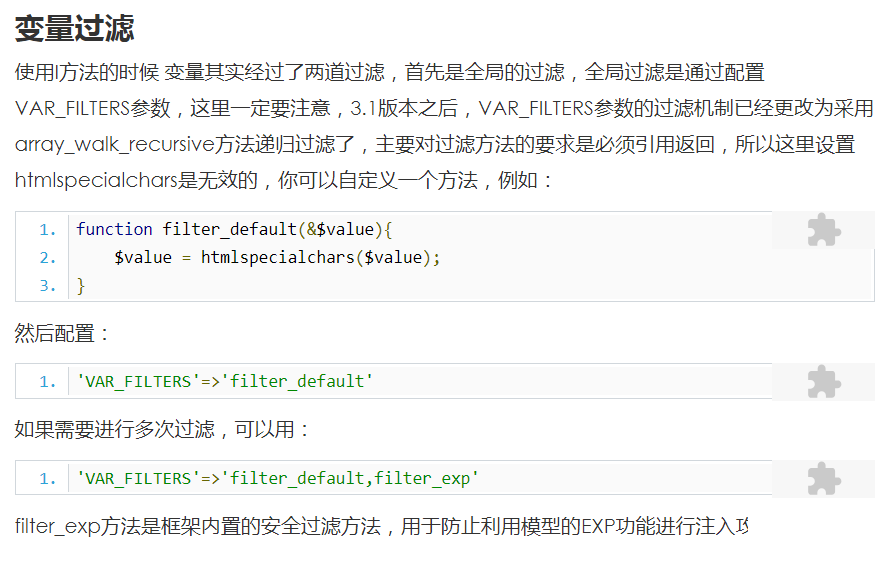 变量过滤
使用I方法的时候 变量其实经过了两道过滤，首先是全局的过滤，全局过滤是通过配置
VAR_FILTERS参数，这里一定要注意，3.1版本之后，VAR_FILTERS参数的过滤机制已经更改为采用
array_walk_recursive方法递归过滤了，主要对过滤方法的要求是必须引用返回，所以这里设置
htmlspecialchars是无效的，你可以自定义一个方法，例如：
1. function filter_default(&$value){
2.     $value = htmlspecialchars($value);
3. }
然后配置：
1. 'VAR_FILTERS'=>'filter_default'
如果需要进行多次过滤，可以用：
1. 'VAR_FILTERS'=>'filter_default,filter_exp'
filter_exp方法是框架内置的安全过滤方法，用于防止利用模型的EXP功能进行注入